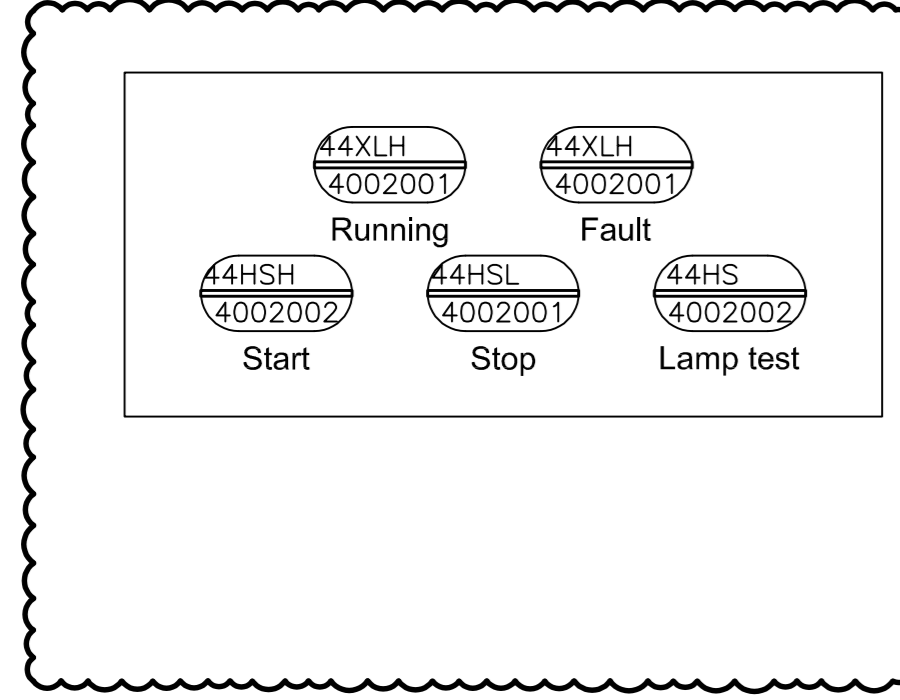 44XLH 44XLH
4002001 4002001
Running Fault
44HSH 44HSL 44HS
4002002 4002001 4002002
Start Stop Lamp test